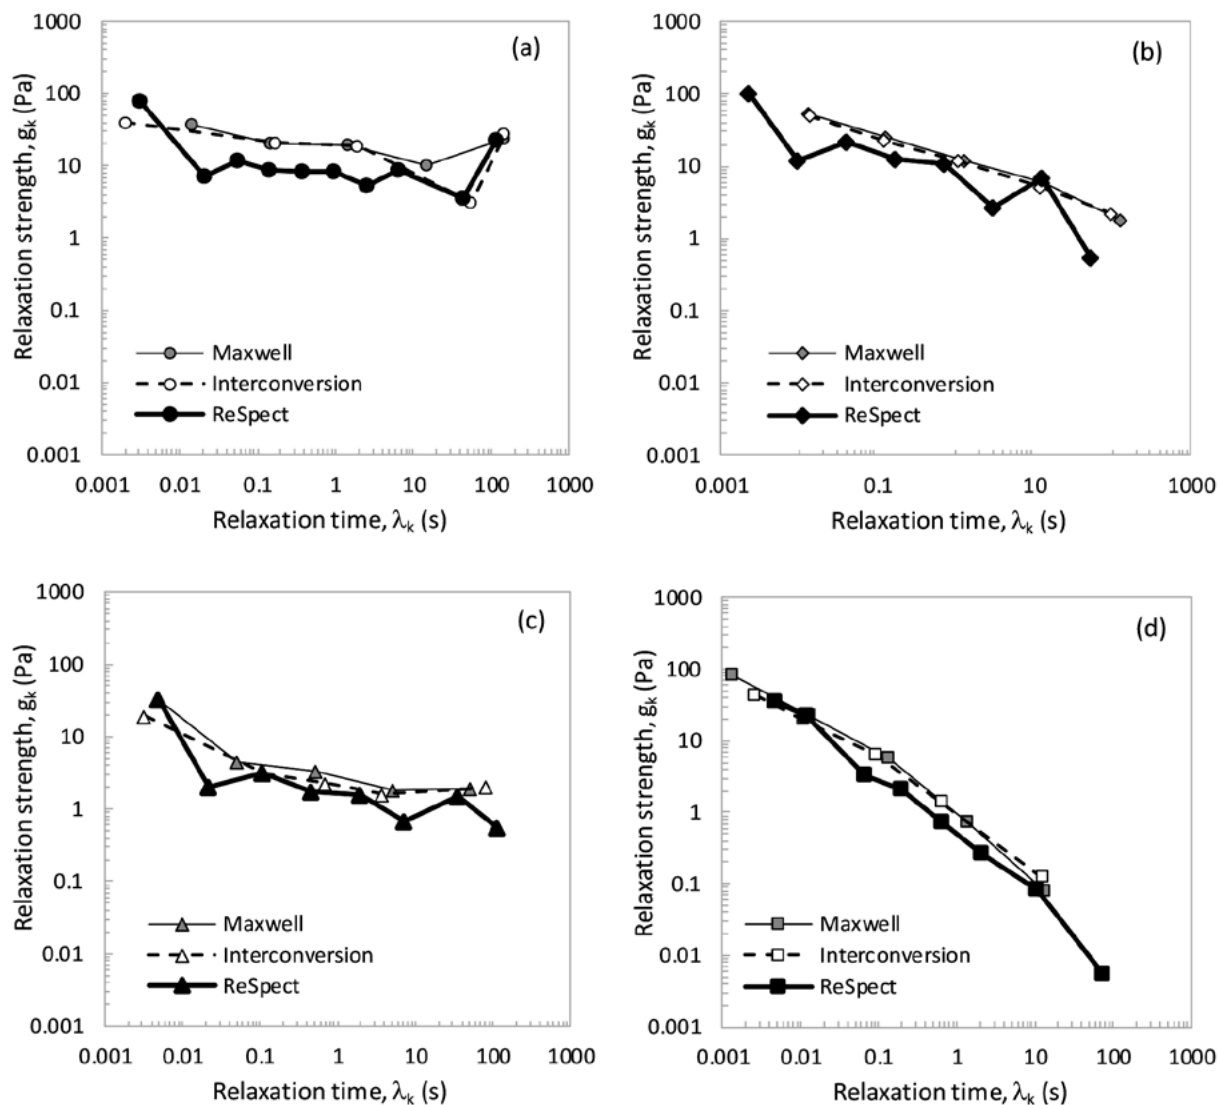 (a)
Relaxation strength, gk (Pa)
1000
100
10
1
0.1
0.01
0.001
Maxwell
Interconversion
ReSpect
0.001 0.01 0.1 1 10 100 1000
Relaxation time, λk (s)
(b)
Relaxation strength, gk (Pa)
1000
100
10
1
0.1
0.01
0.001
Maxwell
Interconversion
ReSpect
0.001 0.1 10 1000
Relaxation time, λk (s)
(c)
Relaxation strength, gk (Pa)
1000
100
10
1
0.1
0.01
0.001
Maxwell
Interconversion
ReSpect
0.001 0.01 0.1 1 10 100 1000
Relaxation time, λk (s)
(d)
Relaxation strength, gk (Pa)
1000
100
10
1
0.1
0.01
0.001
Maxwell
Interconversion
ReSpect
0.001 0.01 0.1 1 10 100 1000
Relaxation time, λk (s)